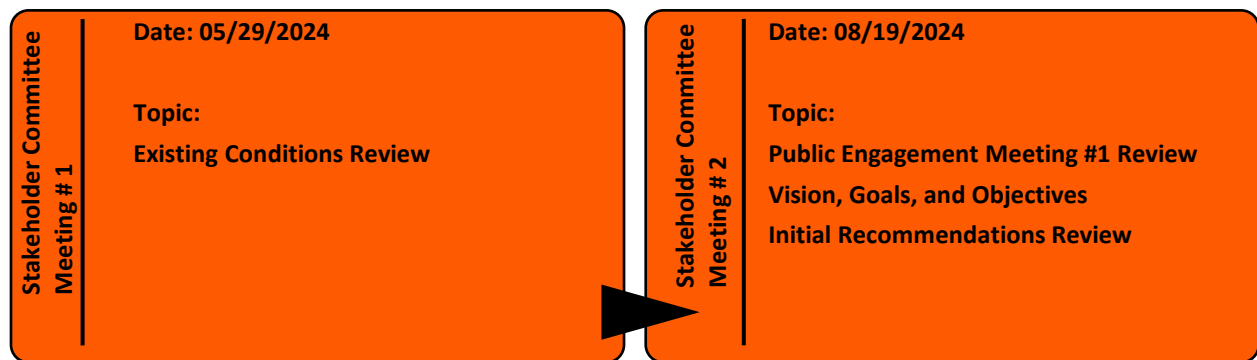 Stakeholder Committee
Meeting # 1
Date: 05/29/2024
Topic:
Existing Conditions Review
Stakeholder Committee
Meeting # 2
Date: 08/19/2024
Topic:
Public Engagement Meeting #1 Review
Vision, Goals, and Objectives
Initial Recommendations Review